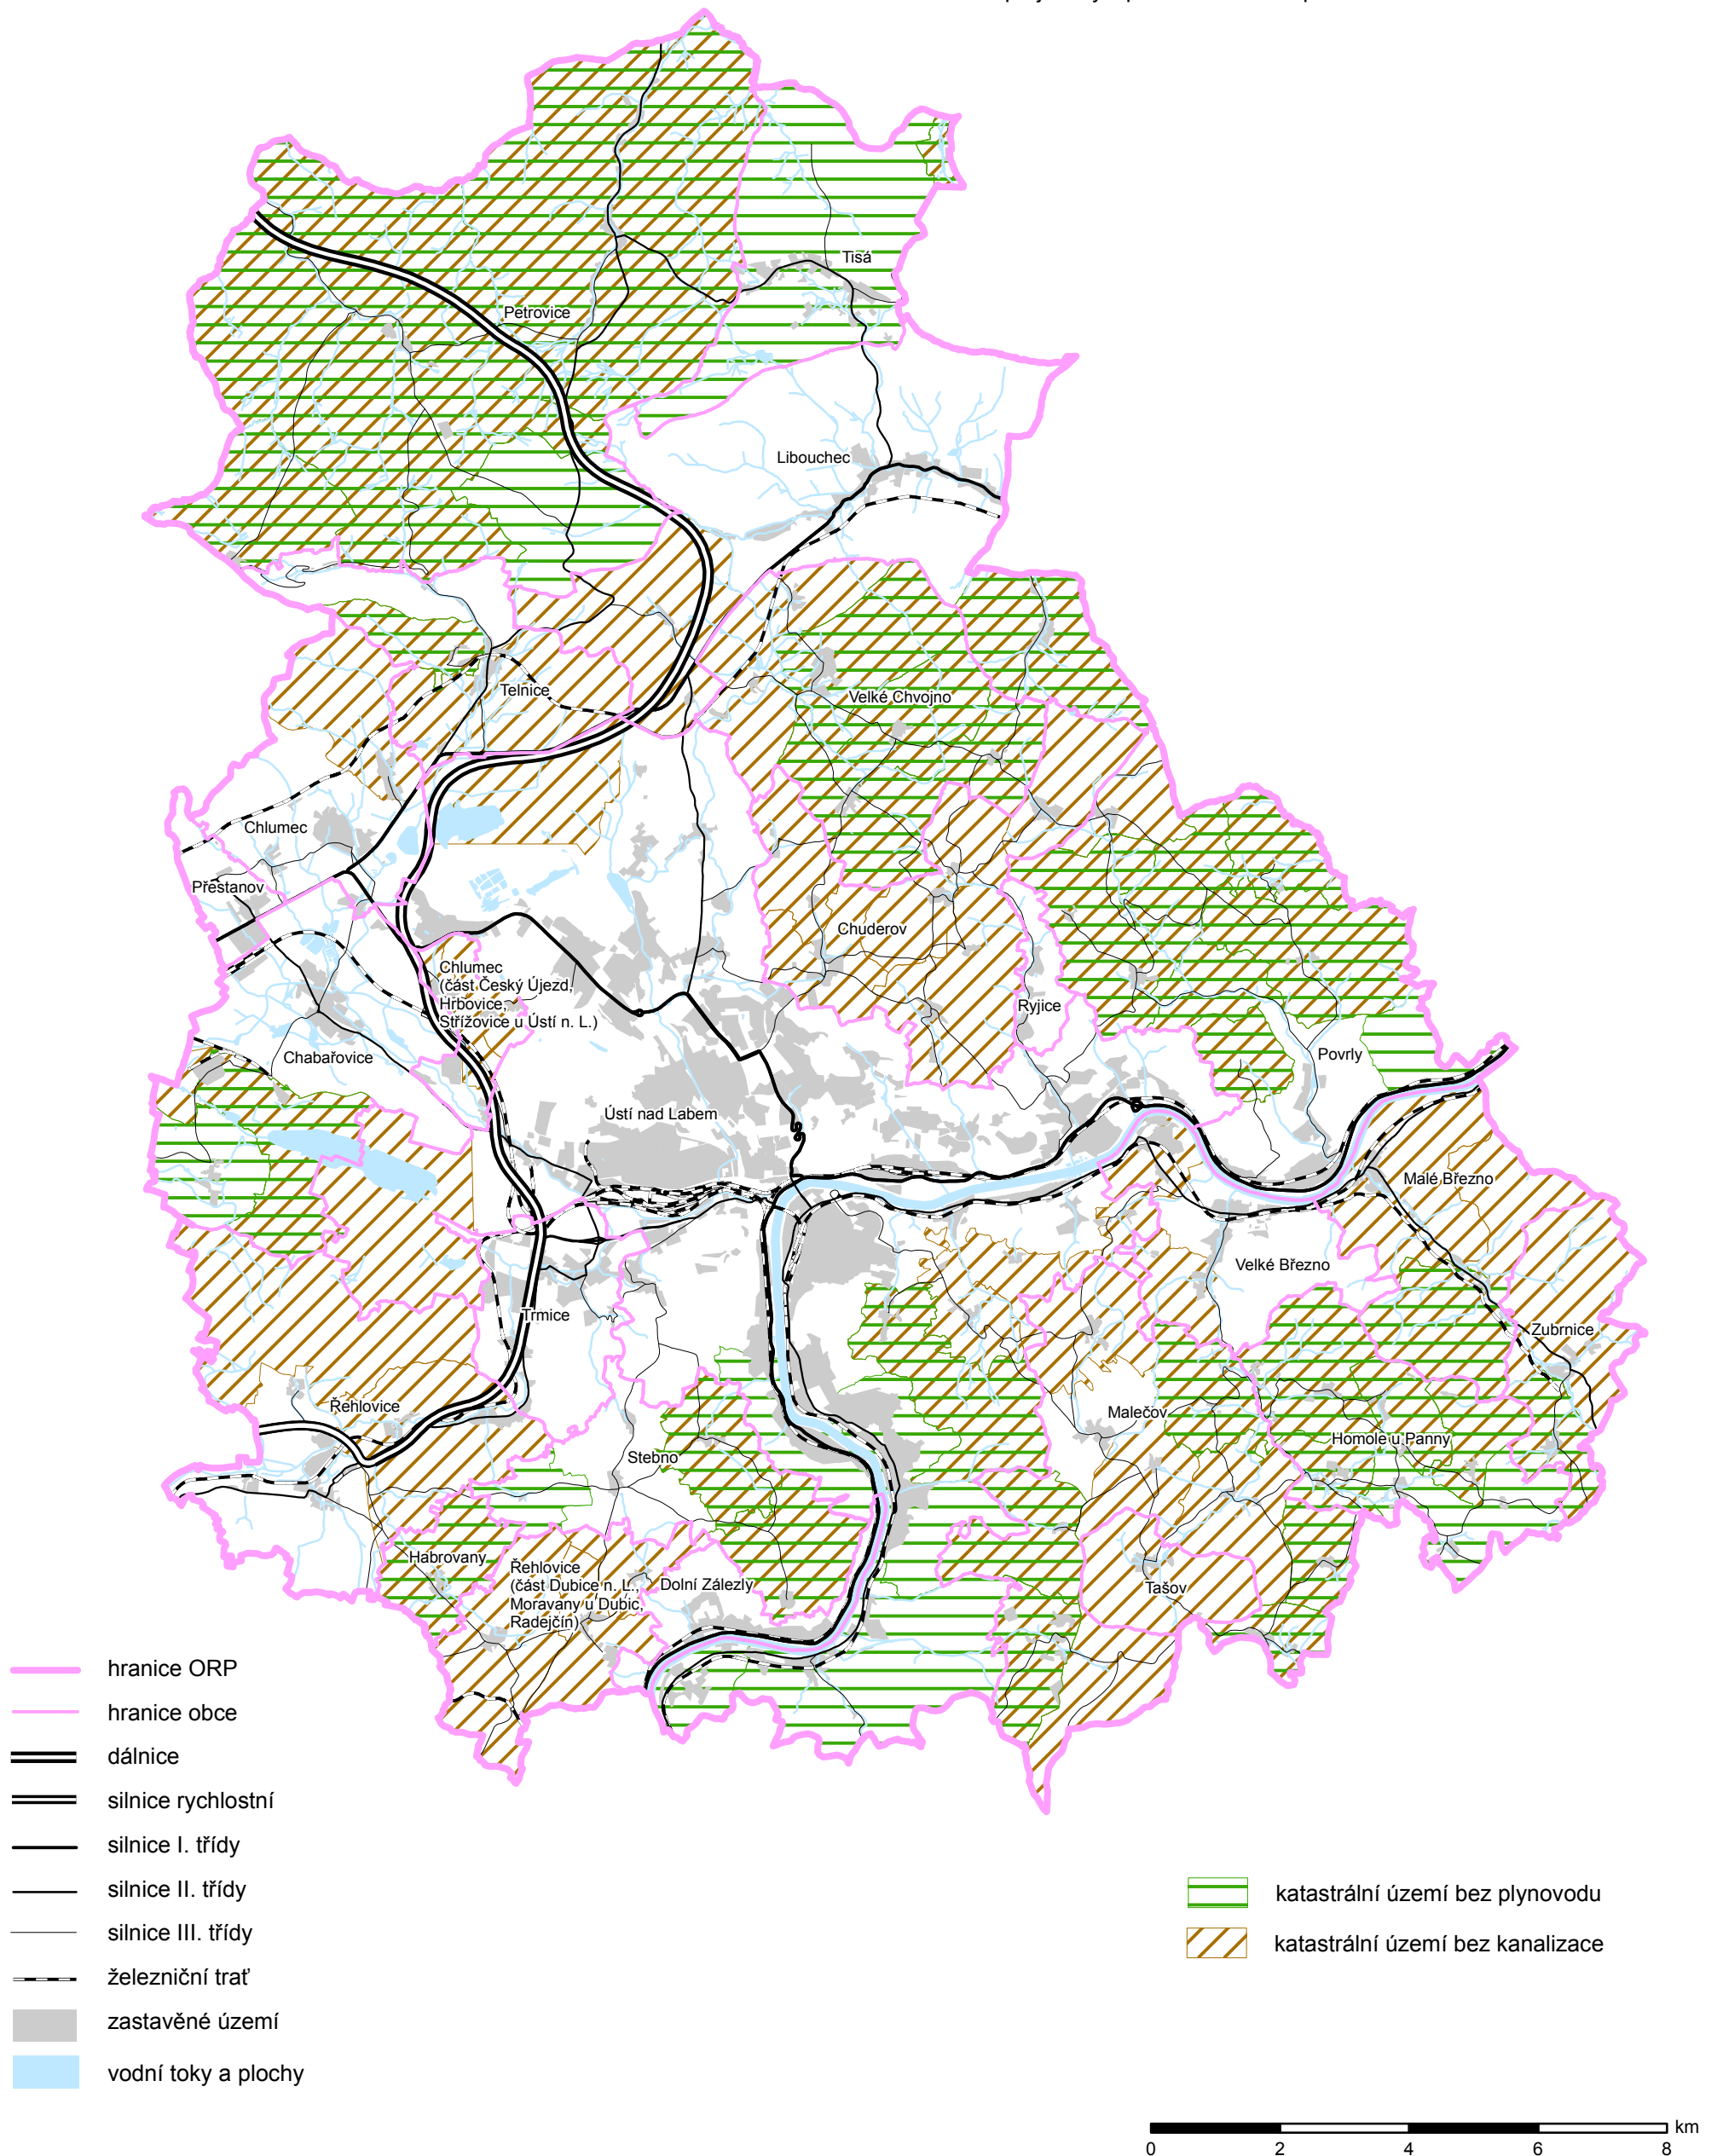 Tisá
Petrovice
Libouchec
Telnice
Velké Chvojno
Chlumec
Přestanov
Chuderov
Chlumec
(část Český Újezd,
Hrbovice,
Střížovice u Ústí n. L.)
Ryjice
Chabařovice
Povrly
Ústí nad Labem
Malé Březno
Velké Březno
Trmice
Zubrnice
Řehlovice
Malečov
Homole u Panny
Stebno
Habrovany
Řehlovice
(část Dubice n. L.,
Moravany u Dubic,
Radejčín)
Dolní Zálezly
Tašov
hranice ORP
hranice obce
dálnice
silnice rychlostní
silnice I. třídy
silnice II. třídy
silnice III. třídy
železniční trať
zastavěné území
vodní toky a plochy
katastrální území bez plynovodu
katastrální území bez kanalizace
km
0 2 4 6 8